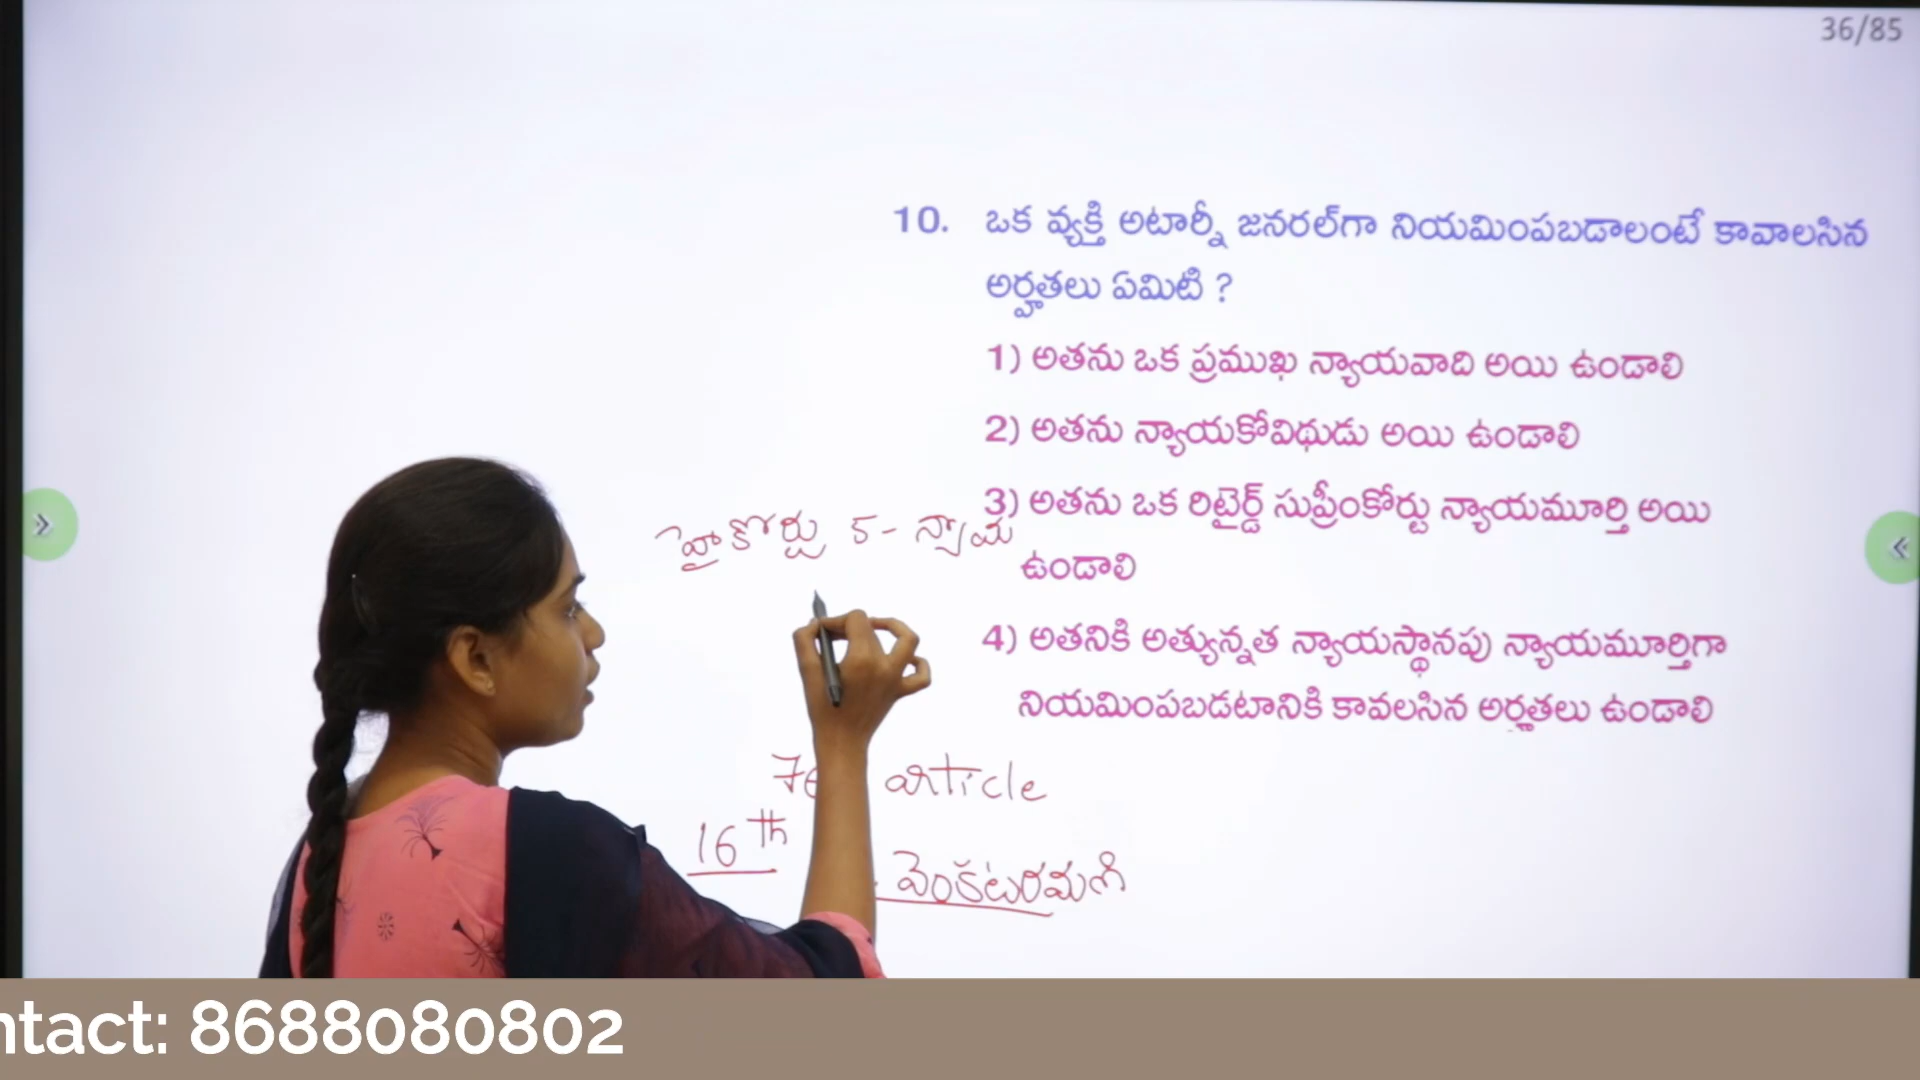 36/85
10. ఒక వ్యక్తి అటార్నీ జనరల్‌గా నియమింపబడాలంటే కావాలసిన
అర్హతలు ఏమిటి ?
1) అతను ఒక ప్రముఖ న్యాయవాది అయి ఉండాలి
2) అతను న్యాయకోవిథుడు అయి ఉండాలి
3) అతను ఒక రిటైర్డ్ సుప్రీంకోర్టు న్యాయమూర్తి అయి
ఉండాలి
4) అతనికి అత్యున్నత న్యాయస్థానపు న్యాయమూర్తిగా
నియమింపబడటానికి కావలసిన అర్హతలు ఉండాలి
హైకోర్టు 5 - న్యాయ
article
16th
వెంకటరమణి
ntact: 8688080802